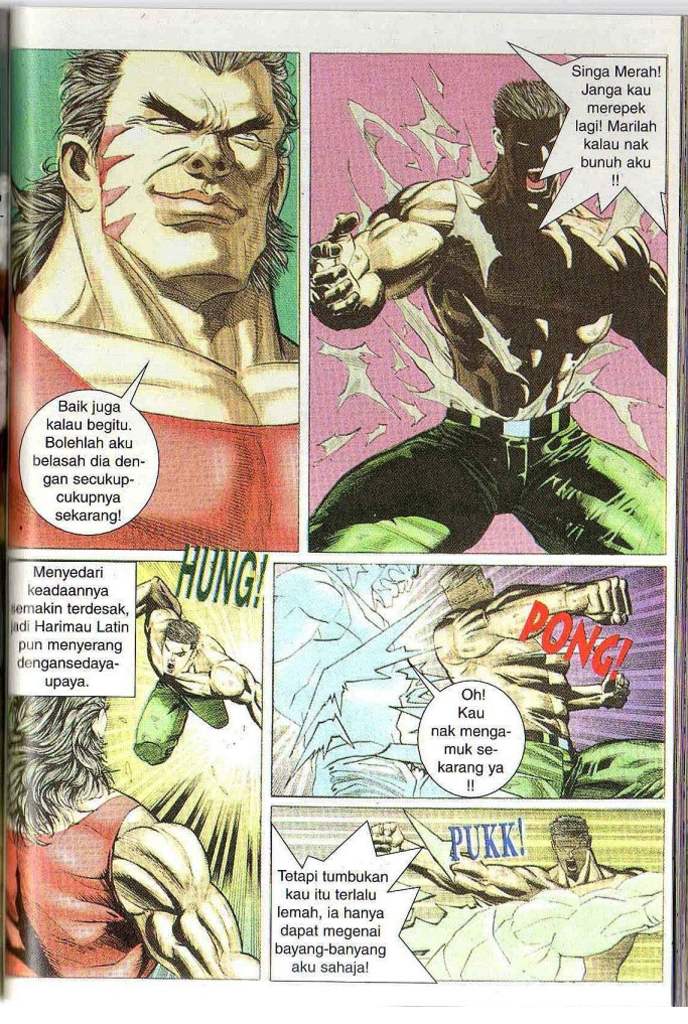 Baik juga
kalau begitu.
Bolehlah aku
belasah dia den-
gan secukup-
cukupnya
sekarang!
Singa Merah!
Janga kau
merepek
lagi! Marilah
kalau nak
bunuh aku
!!
Menyedari
keadaannya
semakin terdesak,
jadi Harimau Latin
pun menyerang
dengansedaya-
upaya.
HUNG!
PONG!
Oh!
Kau
nak menga-
muk se-
karang ya
!!
PUKK!
Tetapi tumbukan
kau itu terlalu
lemah, ia hanya
dapat megenai
bayang-banyang
aku sahaja!